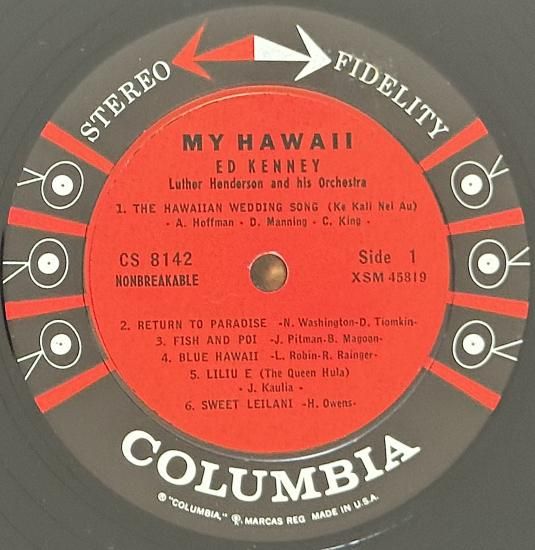 STEREO FIDELITY
MY HAWAII
ED KENNEY
Luther Henderson and his Orchestra
1. THE HAWAIIAN WEDDING SONG (Ke Kali Nei Au)
- A. Hoffman - D. Manning - C. King -
CS 8142 Side 1
NONBREAKABLE XSM 45819
2. RETURN TO PARADISE -N. Washington-D. Tiomkin-
3. FISH AND POI -J. Pitman-B. Magoon-
4. BLUE HAWAII -L. Robin-R. Rainger-
5. LILIU E (The Queen Hula)
- J. Kaulia -
6. SWEET LEILANI -H. Owens-
COLUMBIA
® "COLUMBIA," ℗, MARCAS REG MADE IN U.S.A.